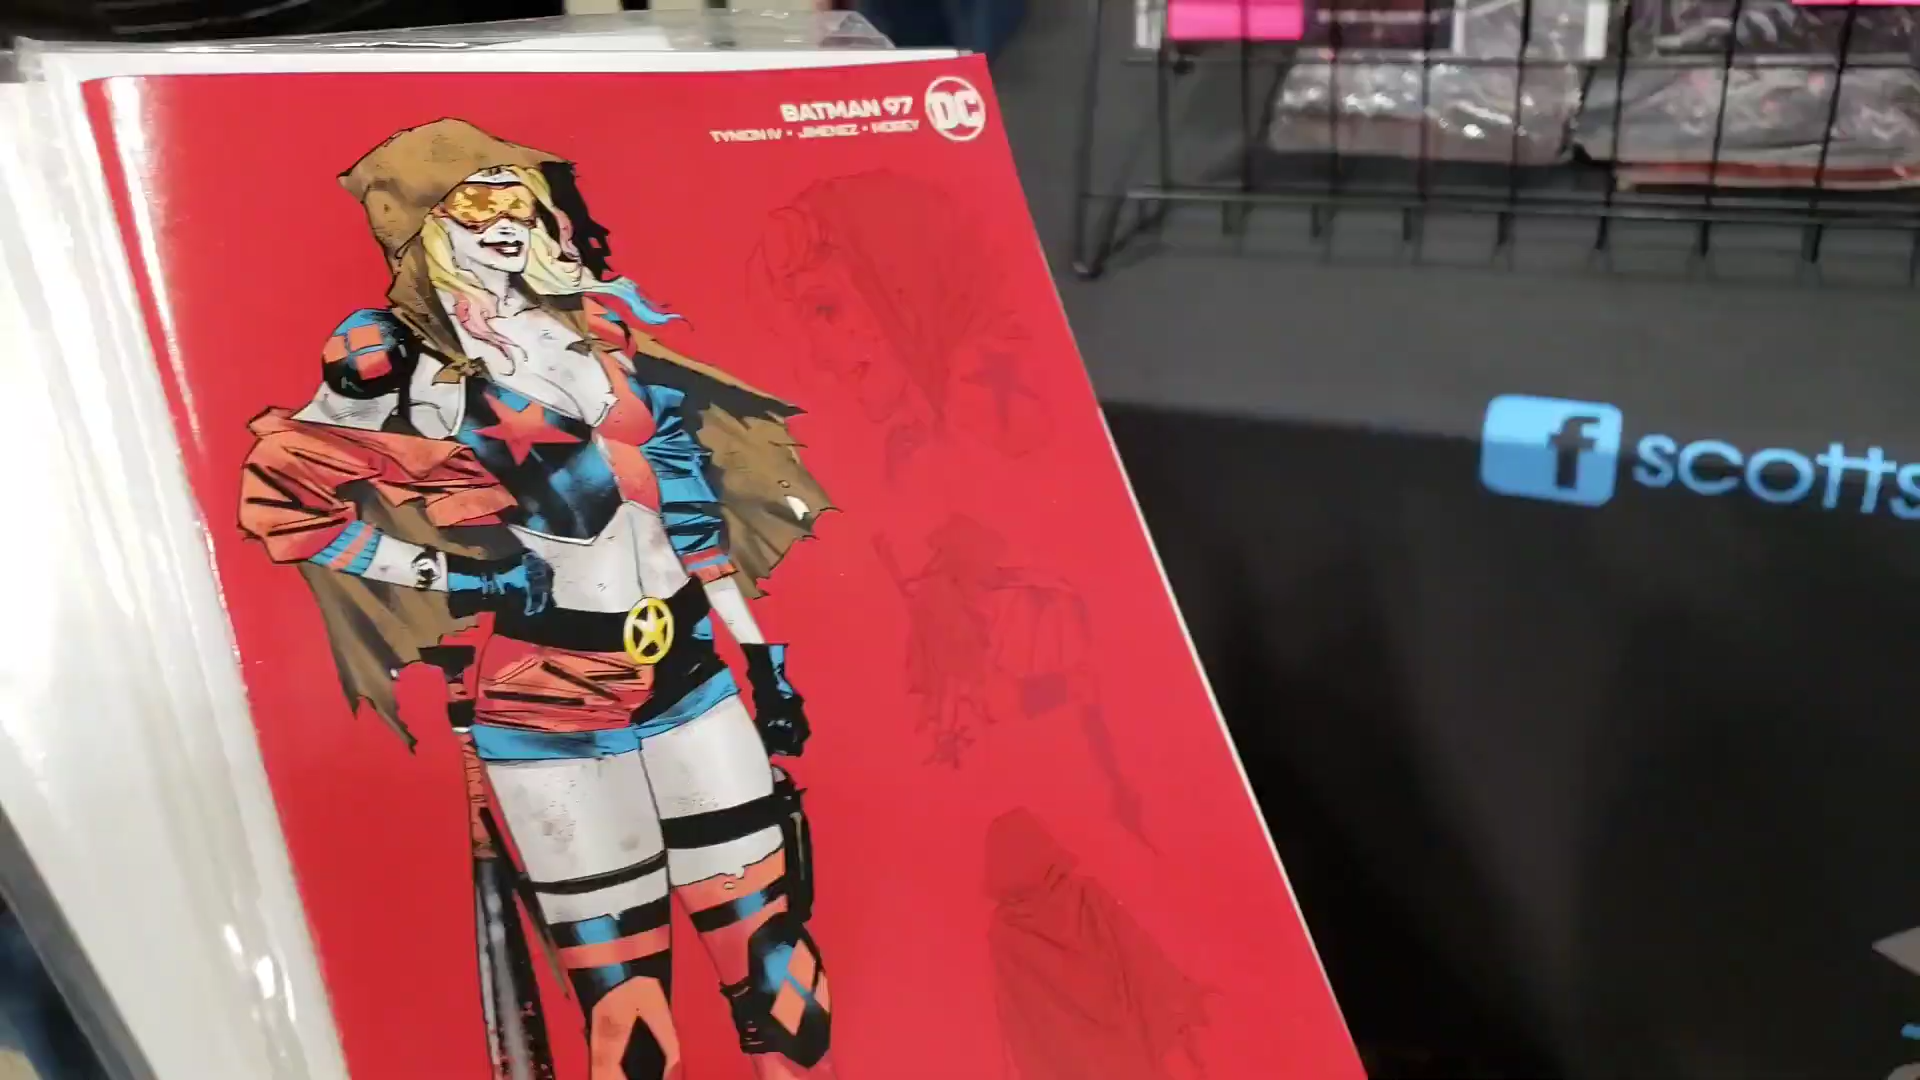 BATMAN 97
DC
TYNION IV • JIMENEZ • MOREY
f scotts